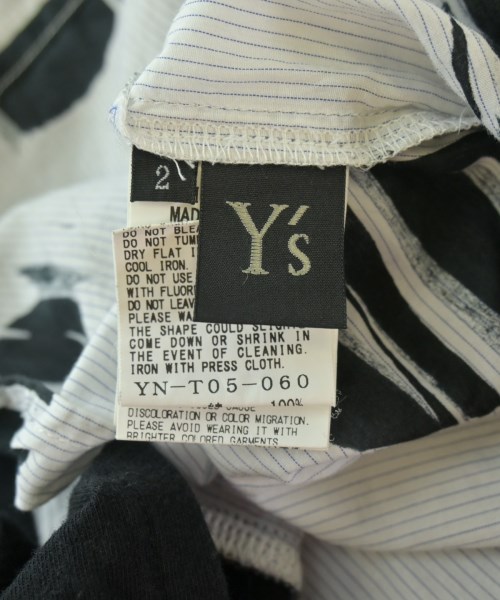 2
Y's
MAD
DO NOT BLEA
DO NOT TUM
DRY FLAT I
COOL IRON.
DO NOT USE
WITH FLUOR
DO NOT LEAV
PLEASE WA
THE SHAPE COULD SLIGH
COME DOWN OR SHRINK IN
THE EVENT OF CLEANING.
IRON WITH PRESS CLOTH.
YN-T05-060
100%
DISCOLORATION OR COLOR MIGRATION.
PLEASE AVOID WEARING IT WITH
BRIGHTER COLORED GARMENTS.